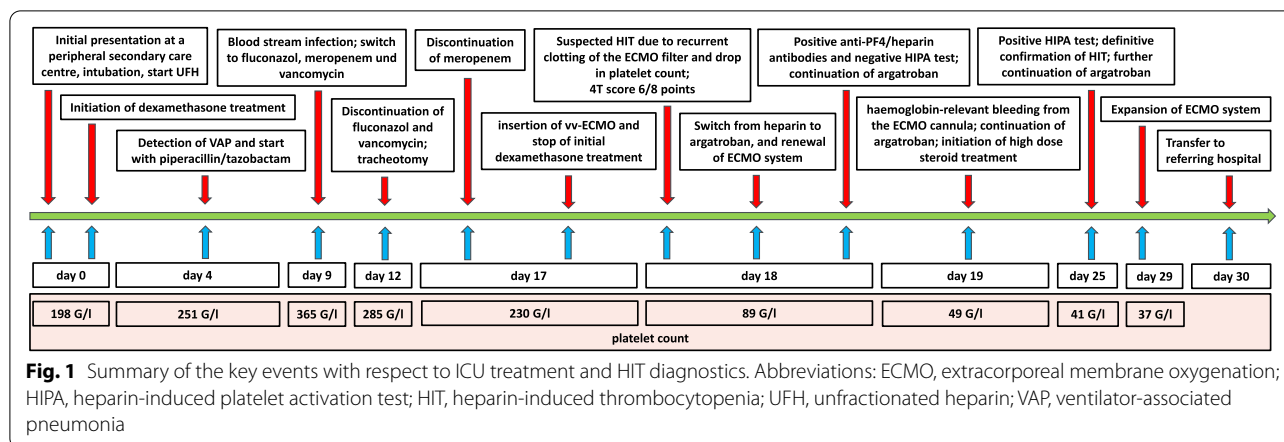 Initial presentation at a
peripheral secondary care
centre, intubation, start UFH
Blood stream infection; switch
to fluconazol, meropenem und
vancomycin
Discontinuation
of meropenem
Suspected HIT due to recurrent
clotting of the ECMO filter and drop
in platelet count;
4T score 6/8 points
Positive anti-PF4/heparin
antibodies and negative HIPA test;
continuation of argatroban
Positive HIPA test; definitive
confirmation of HIT; further
continuation of argatroban
Initiation of dexamethasone treatment
Detection of VAP and start
with piperacillin/tazobactam
Discontinuation of
fluconazol and
vancomycin;
tracheotomy
insertion of vv-ECMO and
stop of initial
dexamethasone treatment
Switch from heparin to
argatroban, and renewal
of ECMO system
haemoglobin-relevant bleeding from
the ECMO cannula; continuation of
argatroban; initiation of high dose
steroid treatment
Expansion of ECMO system
Transfer to
referring hospital
day 0 day 4 day 9 day 12 day 17 day 18 day 19 day 25 day 29 day 30
198 G/l 251 G/l 365 G/l 285 G/l 230 G/l 89 G/l 49 G/l 41 G/l 37 G/l
platelet count
Fig. 1 Summary of the key events with respect to ICU treatment and HIT diagnostics. Abbreviations: ECMO, extracorporeal membrane oxygenation;
HIPA, heparin-induced platelet activation test; HIT, heparin-induced thrombocytopenia; UFH, unfractionated heparin; VAP, ventilator-associated
pneumonia